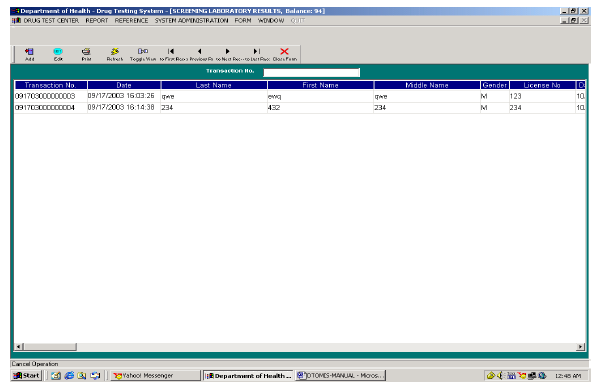 Department of Health - Drug Testing System - [SCREENING LABORATORY RESULTS, Balance: 94]
DRUG TEST CENTER REPORT REFERENCE SYSTEM ADMINISTRATION FORM WINDOW QUIT
Add Edit Print Refresh Toggle View to First Rec Previous Re to Next Rec to Last Rec Close Form
Transaction No.
Transaction No. Date Last Name First Name Middle Name Gender License No
091703000000003 09/17/2003 16:03:26 qwe ewq qwe M 123 10.
091703000000004 09/17/2003 16:14:38 234 432 234 M 234 10.
Cancel Operation
Start Yahoo! Messenger Department of Health ... DTOMIS-MANUAL - Micros... 12:48 AM